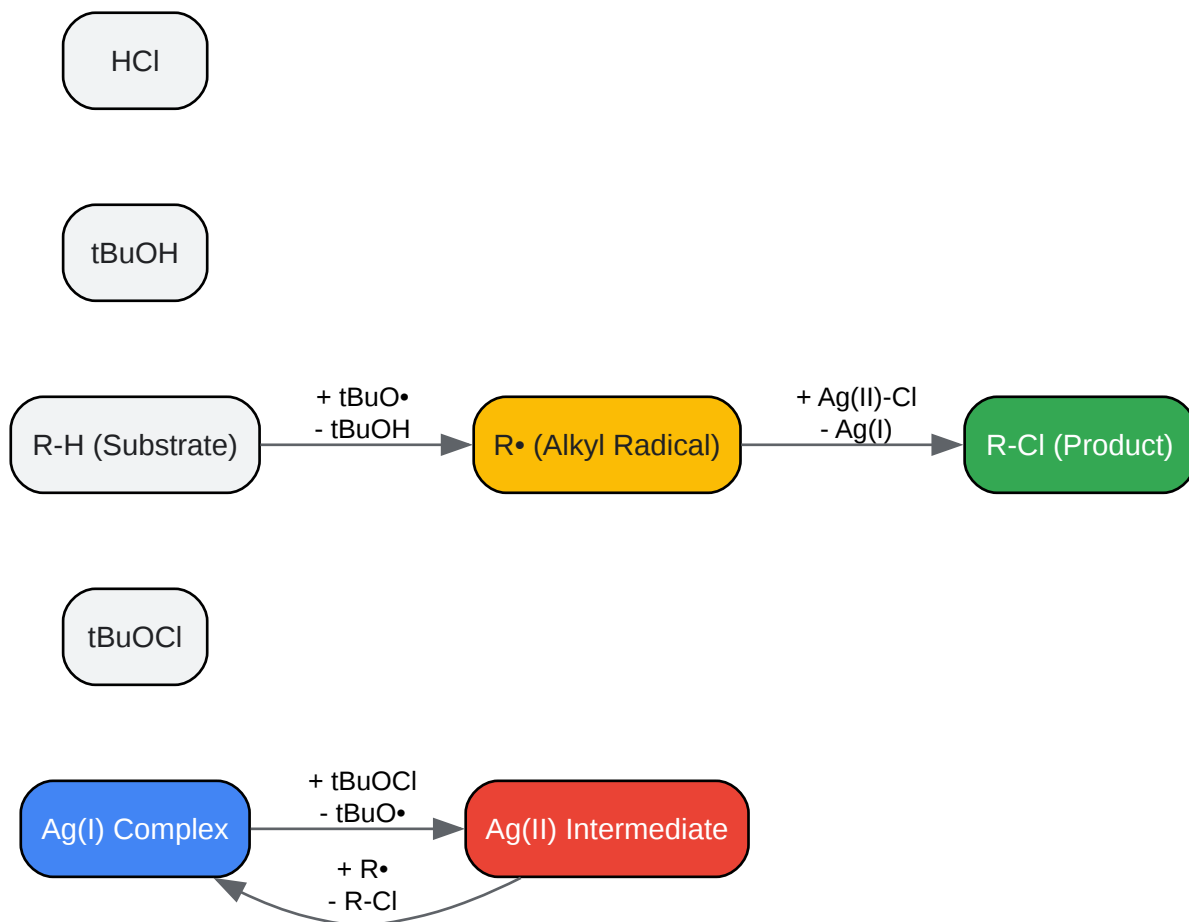 HCl
tBuOH
+ tBuO•
- tBuOH
+ Ag(II)-Cl
- Ag(I)
R-H (Substrate)
R• (Alkyl Radical)
R-Cl (Product)
tBuOCl
+ tBuOCl
- tBuO•
Ag(I) Complex
Ag(II) Intermediate
+ R•
- R-Cl